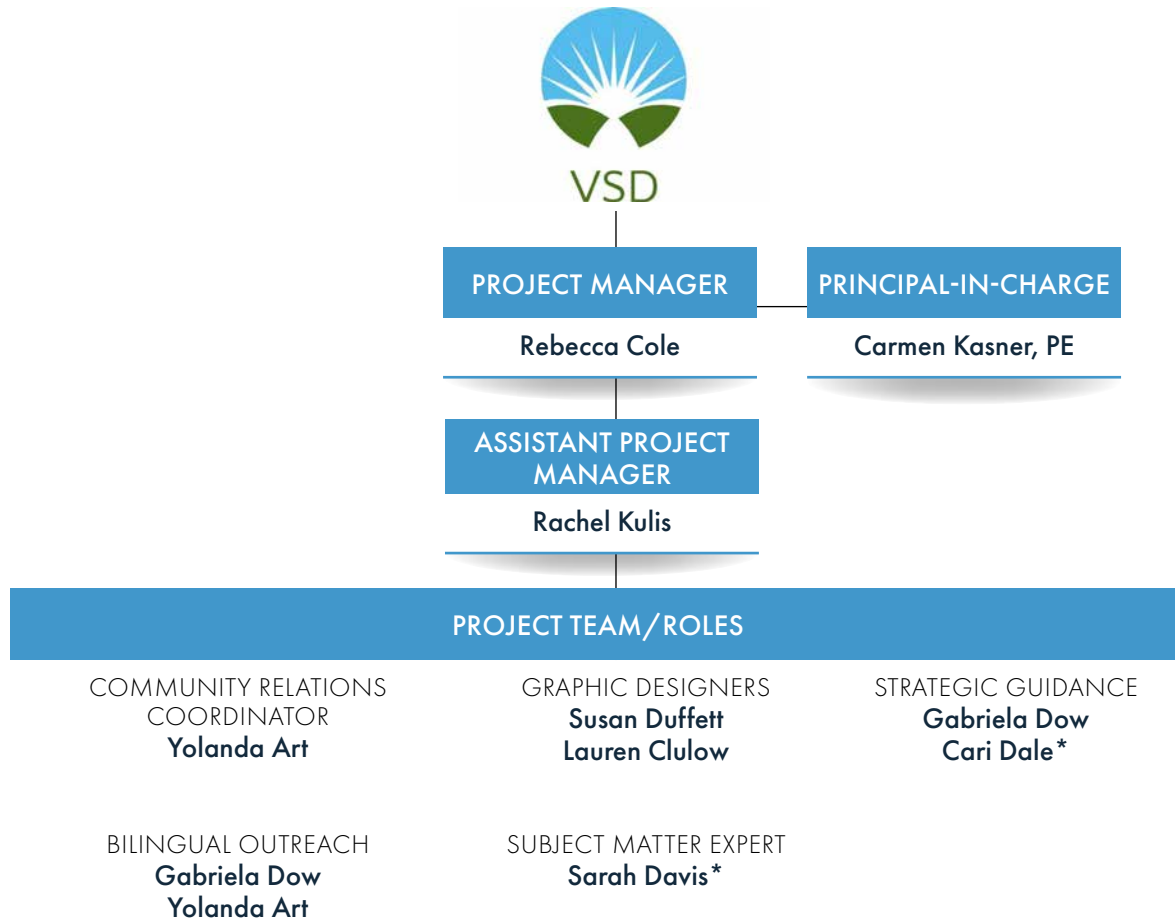 VSD
PROJECT MANAGER
PRINCIPAL-IN-CHARGE
Rebecca Cole
Carmen Kasner, PE
ASSISTANT PROJECT
MANAGER
Rachel Kulis
PROJECT TEAM/ROLES
COMMUNITY RELATIONS
COORDINATOR
Yolanda Art
GRAPHIC DESIGNERS
Susan Duffett
Lauren Clulow
STRATEGIC GUIDANCE
Gabriela Dow
Cari Dale*
BILINGUAL OUTREACH
Gabriela Dow
Yolanda Art
SUBJECT MATTER EXPERT
Sarah Davis*